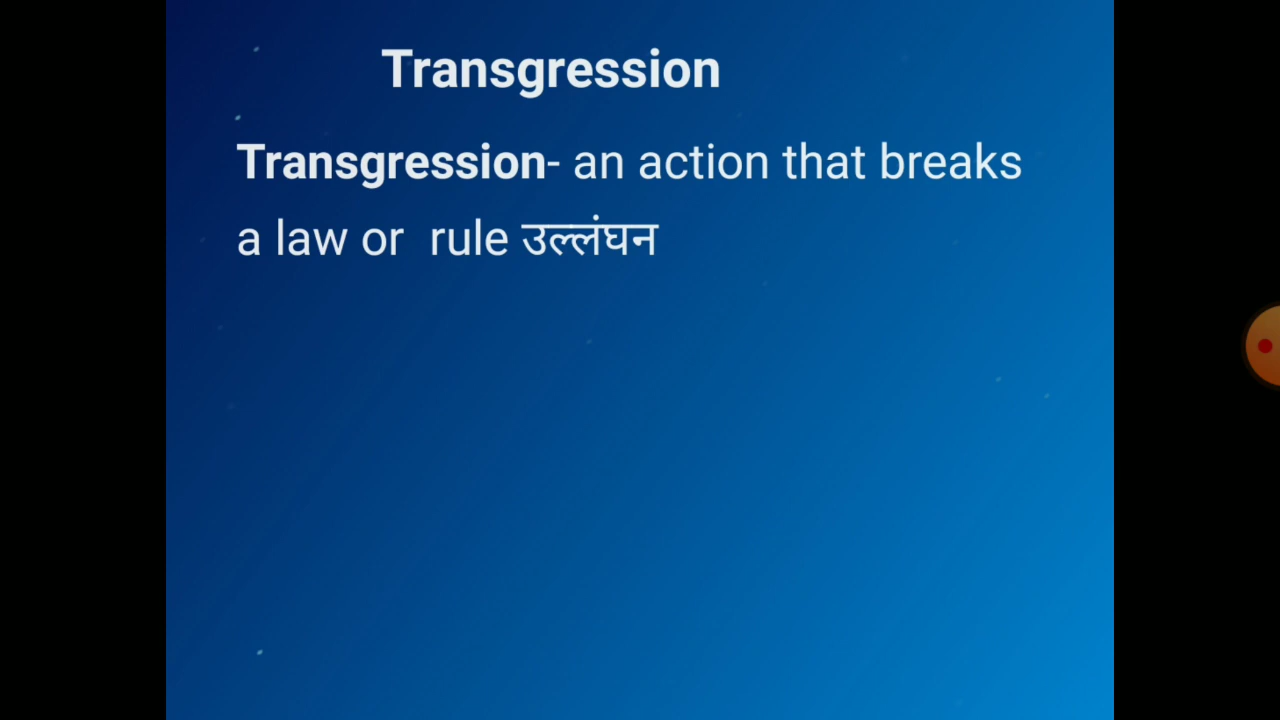 Transgression
Transgression- an action that breaks
a law or  rule उल्लंघन